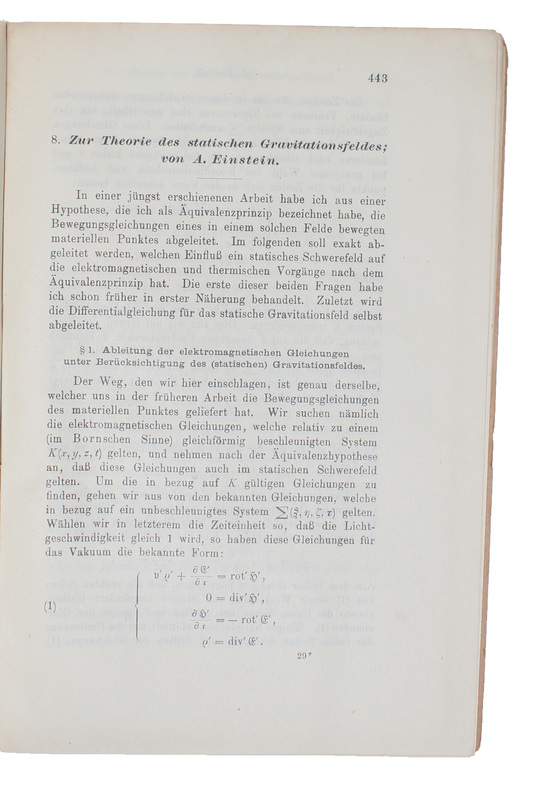 443
8. Zur Theorie des statischen Gravitationsfeldes;
von A. Einstein.
In einer jüngst erschienenen Arbeit habe ich aus einer
Hypothese, die ich als Äquivalenzprinzip bezeichnet habe, die
Bewegungsgleichungen eines in einem solchen Felde bewegten
materiellen Punktes abgeleitet. Im folgenden soll exakt ab-
geleitet werden, welchen Einfluß ein statisches Schwerefeld auf
die elektromagnetischen und thermischen Vorgänge nach dem
Äquivalenzprinzip hat. Die erste dieser beiden Fragen habe
ich schon früher in erster Näherung behandelt. Zuletzt wird
die Differentialgleichung für das statische Gravitationsfeld selbst
abgeleitet.
§ 1. Ableitung der elektromagnetischen Gleichungen
unter Berücksichtigung des (statischen) Gravitationsfeldes.
Der Weg, den wir hier einschlagen, ist genau derselbe,
welcher uns in der früheren Arbeit die Bewegungsgleichungen
des materiellen Punktes geliefert hat. Wir suchen nämlich
die elektromagnetischen Gleichungen, welche relativ zu einem
(im Bornschen Sinne) gleichförmig beschleunigten System
K(x, y, z, t) gelten, und nehmen nach der Äquivalenzhypothese
an, daß diese Gleichungen auch im statischen Schwerefeld
gelten. Um die in bezug auf K gültigen Gleichungen zu
finden, gehen wir aus von den bekannten Gleichungen, welche
in bezug auf ein unbeschleunigtes System ∑(ξ, η, ζ, τ) gelten.
Wählen wir in letzterem die Zeiteinheit so, daß die Licht-
geschwindigkeit gleich 1 wird, so haben diese Gleichungen für
das Vakuum die bekannte Form:
𝔳′ϱ′ + ∂𝔈′/∂τ = rot′ ℌ′,
0 = div′ ℌ′,
(1)
∂ℌ′/∂τ = − rot′ 𝔈′,
ϱ′ = div′ 𝔈′.
29*